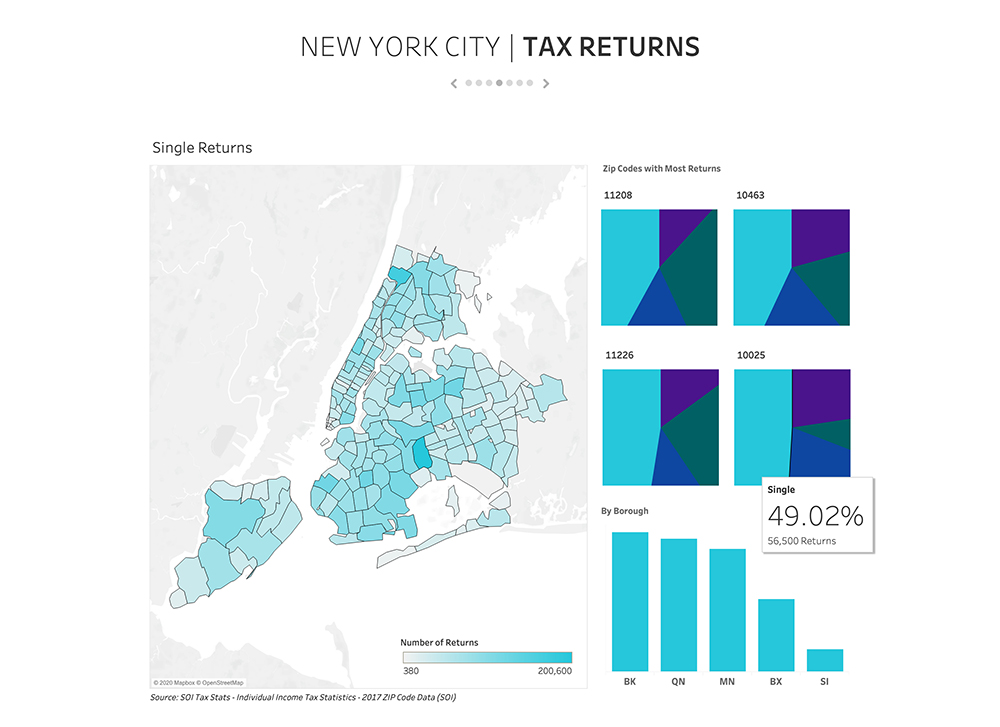 NEW YORK CITY | TAX RETURNS
Single Returns
Zip Codes with Most Returns
11208
10463
11226
10025
Single
49.02%
56,500 Returns
By Borough
BK
QN
MN
BX
SI
Number of Returns
380
200,600
© 2020 Mapbox © OpenStreetMap
Source: SOI Tax Stats - Individual Income Tax Statistics - 2017 ZIP Code Data (SOI)